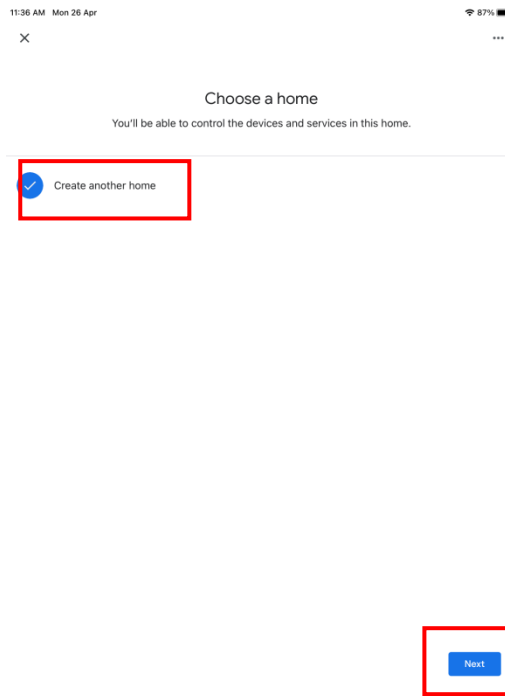 11:36 AM Mon 26 Apr 87%
Choose a home
You'll be able to control the devices and services in this home.
Create another home
Next